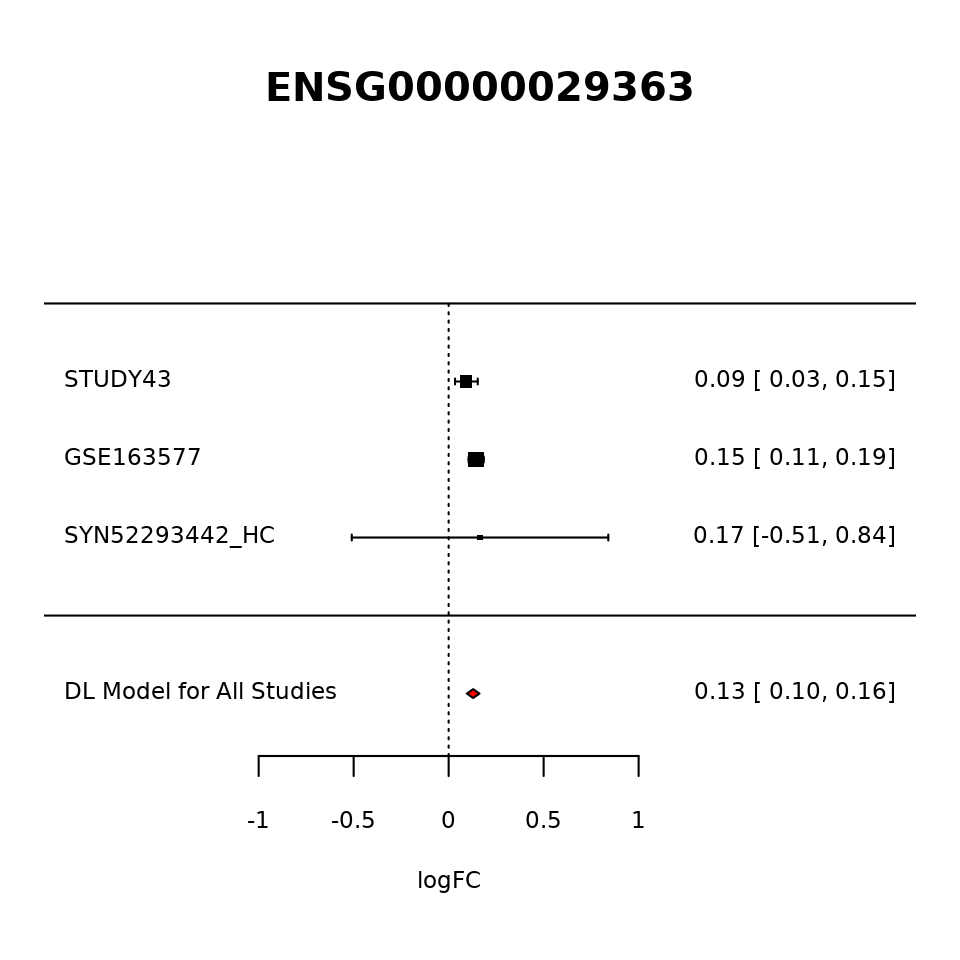 ENSG00000029363
STUDY43 0.09 [ 0.03, 0.15]
GSE163577 0.15 [ 0.11, 0.19]
SYN52293442_HC 0.17 [-0.51, 0.84]
DL Model for All Studies 0.13 [ 0.10, 0.16]
-1 -0.5 0 0.5 1
logFC